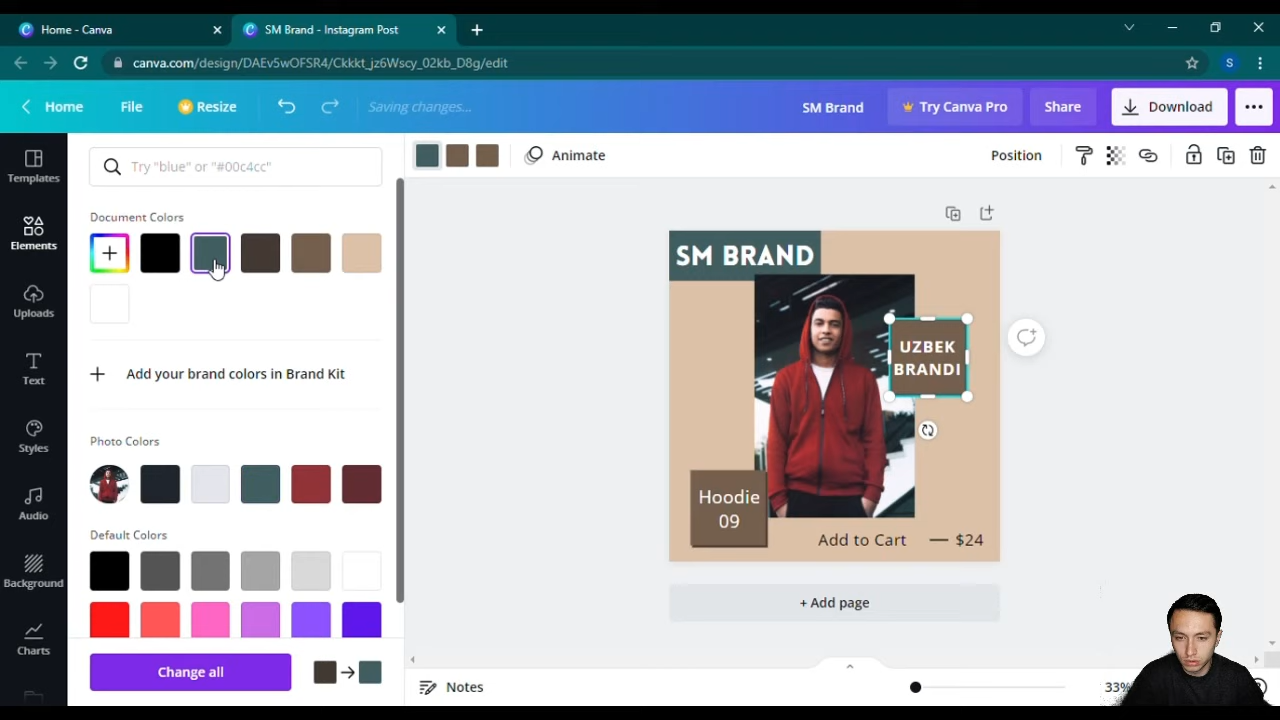 Home - Canva
SM Brand - Instagram Post
canva.com/design/DAEv5wOFSR4/Ckkkt_jz6Wscy_02kb_D8g/edit
S
Home
File
Resize
Saving changes...
SM Brand
Try Canva Pro
Share
Download
Templates
Elements
Uploads
Text
Styles
Audio
Background
Charts
Try "blue" or "#00c4cc"
Document Colors
Add your brand colors in Brand Kit
Photo Colors
Default Colors
Change all
Animate
Position
SM BRAND
UZBEK
BRANDI
Hoodie
09
Add to Cart — $24
+ Add page
Notes
33%